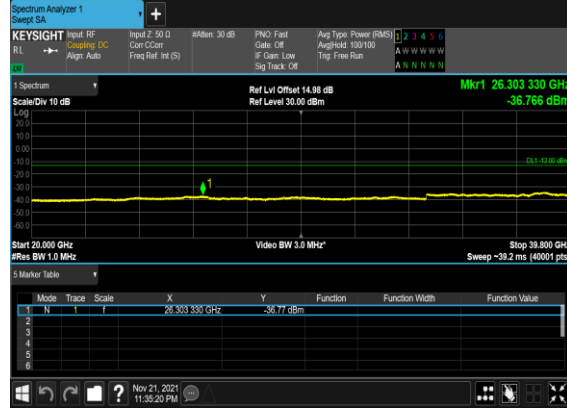 Spectrum Analyzer 1
Swept SA
+
KEYSIGHT Input: RF Input Z: 50 Ω #Atten: 30 dB PNO: Fast Avg Type: Power (RMS) 1 2 3 4 5 6
RL Coupling: DC Corr CCorr Gate: Off Avg|Hold: 100/100 A W W W W W
Align: Auto Freq Ref: Int (S) IF Gain: Low Trig: Free Run A N N N N N
Sig Track: Off
1 Spectrum Ref Lvl Offset 14.98 dB Mkr1 26.303 330 GHz
Scale/Div 10 dB Ref Level 30.00 dBm -36.766 dBm
Log
20.0
10.0
0.00
-10.0 DL1 -13.00 dBm
-20.0
-30.0 1
-40.0
-50.0
-60.0
Start 20.000 GHz Video BW 3.0 MHz* Stop 39.800 GHz
#Res BW 1.0 MHz Sweep ~39.2 ms (40001 pts)
5 Marker Table
Mode Trace Scale X Y Function Function Width Function Value
1 N 1 f 26.303 330 GHz -36.77 dBm
2
3
4
5
6
? Nov 21, 2021
11:35:20 PM